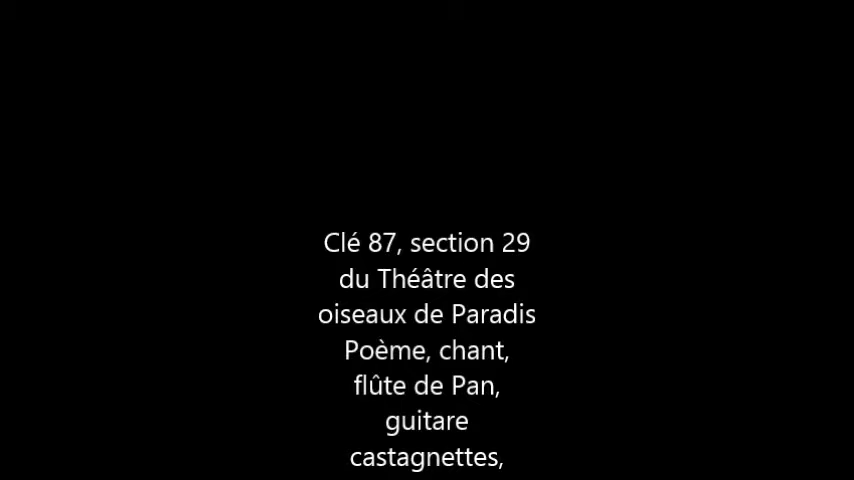 Clé 87, section 29
du Théâtre des
oiseaux de Paradis
Poème, chant,
flûte de Pan,
guitare
castagnettes,